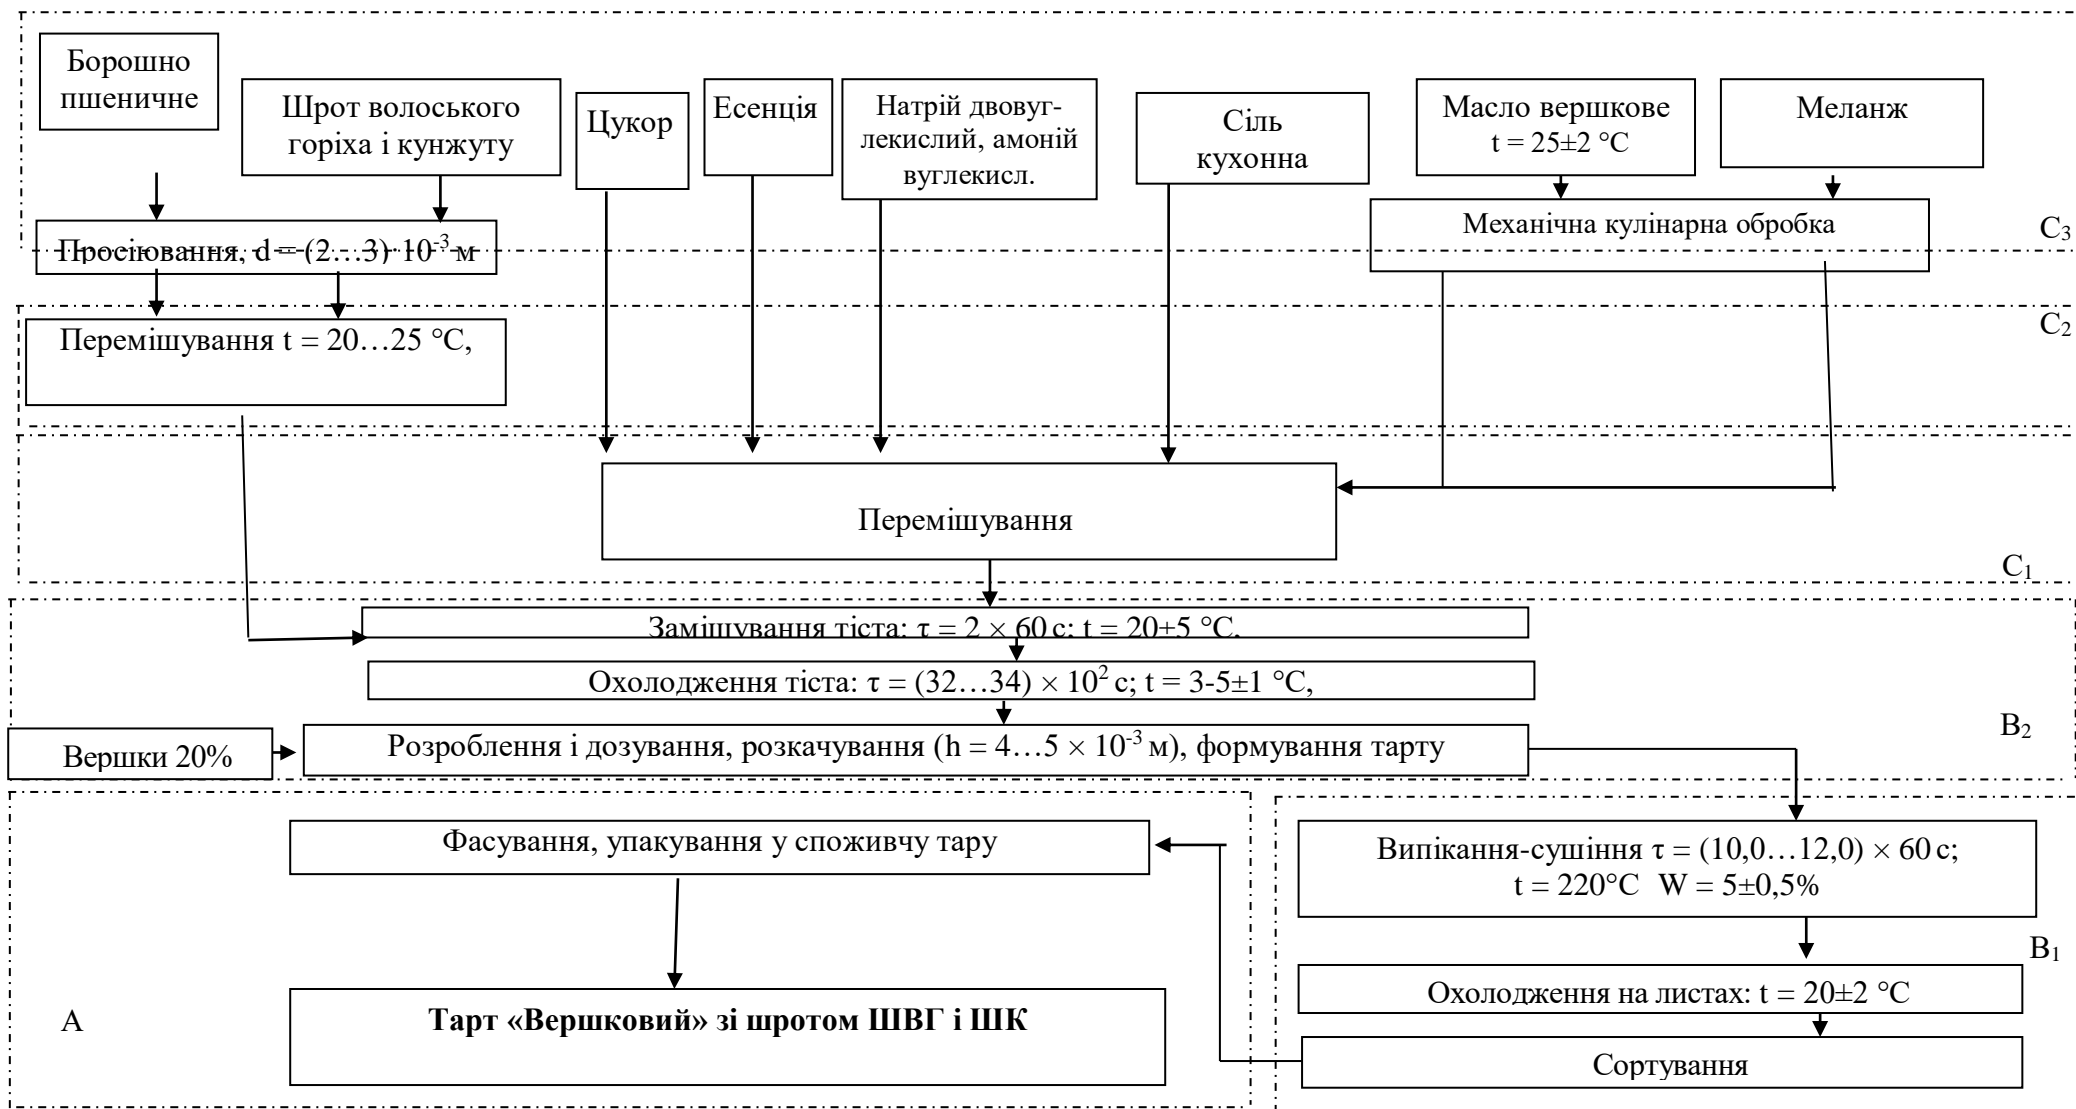 Борошно
пшеничне
Шрот волоського
горіха і кунжуту
Цукор
Есенція
Натрій двовуг-
лекислий, амоній
вуглекисл.
Сіль
кухонна
Масло вершкове
t = 25±2 °C
Меланж
Просіювання, d = (2…3)·10⁻³ м
Механічна кулінарна обробка
C₃
Перемішування t = 20…25 °C,
C₂
Перемішування
C₁
Замішування тіста: τ = 2 × 60 с; t = 20±5 °C,
Охолодження тіста: τ = (32…34) × 10² с; t = 3-5±1 °C,
B₂
Вершки 20%
Розроблення і дозування, розкачування (h = 4…5 × 10⁻³ м), формування тарту
Фасування, упакування у споживчу тару
Випікання-сушіння τ = (10,0…12,0) × 60 с;
t = 220°C W = 5±0,5%
B₁
Охолодження на листах: t = 20±2 °C
A
Тарт «Вершковий» зі шротом ШВГ і ШК
Сортування